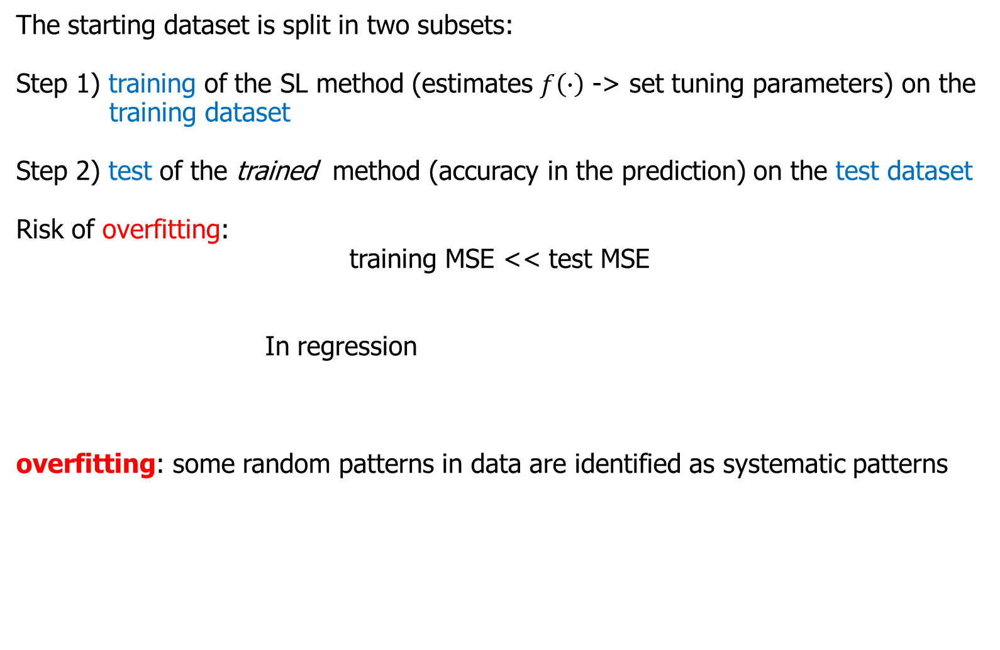 The starting dataset is split in two subsets:
Step 1) training of the SL method (estimates f(·) -> set tuning parameters) on the
training dataset
Step 2) test of the trained method (accuracy in the prediction) on the test dataset
Risk of overfitting:
training MSE << test MSE
In regression
overfitting: some random patterns in data are identified as systematic patterns